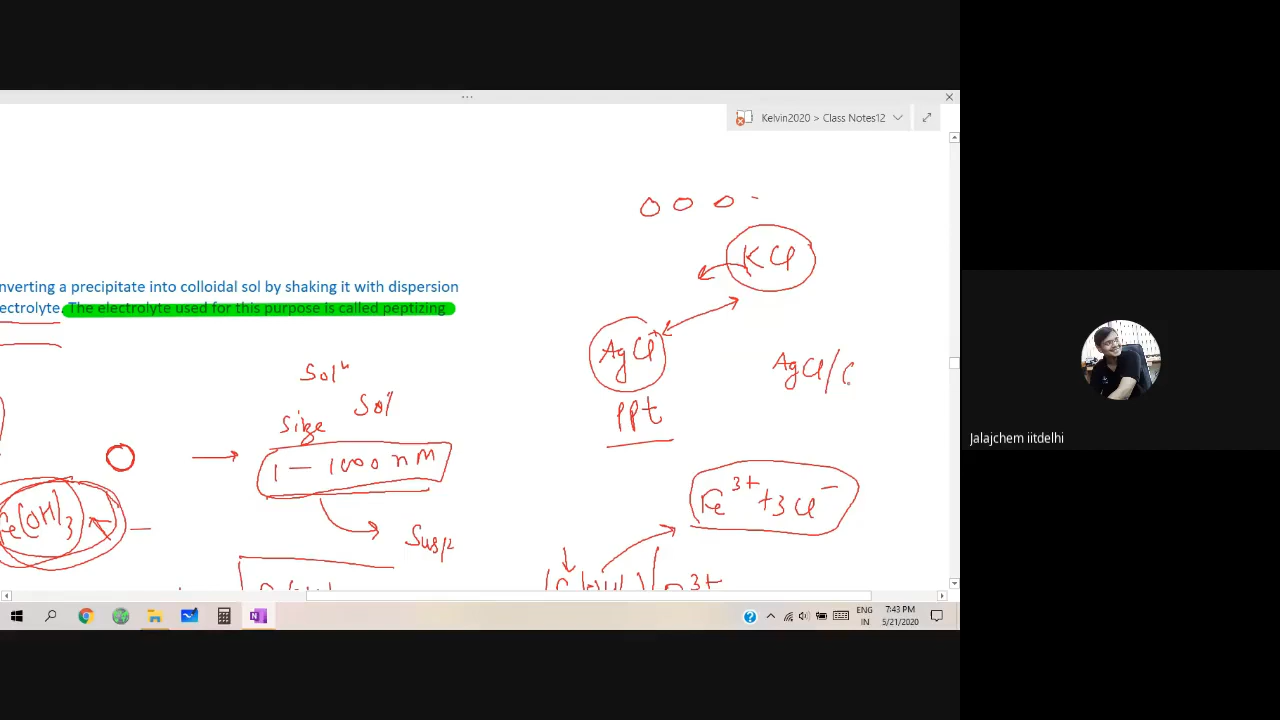 Kelvin2020 > Class Notes12
KCl
nverting a precipitate into colloidal sol by shaking it with dispersion
ectrolyte. The electrolyte used for this purpose is called peptizing
AgCl
AgCl/C
Sol
Sol
Size
ppt
1 - 1000 nm
Fe3+ + 3Cl-
Fe(OH)3
Susp
Jalajchem iitdelhi
3+
ENG
IN
7:43 PM
5/21/2020